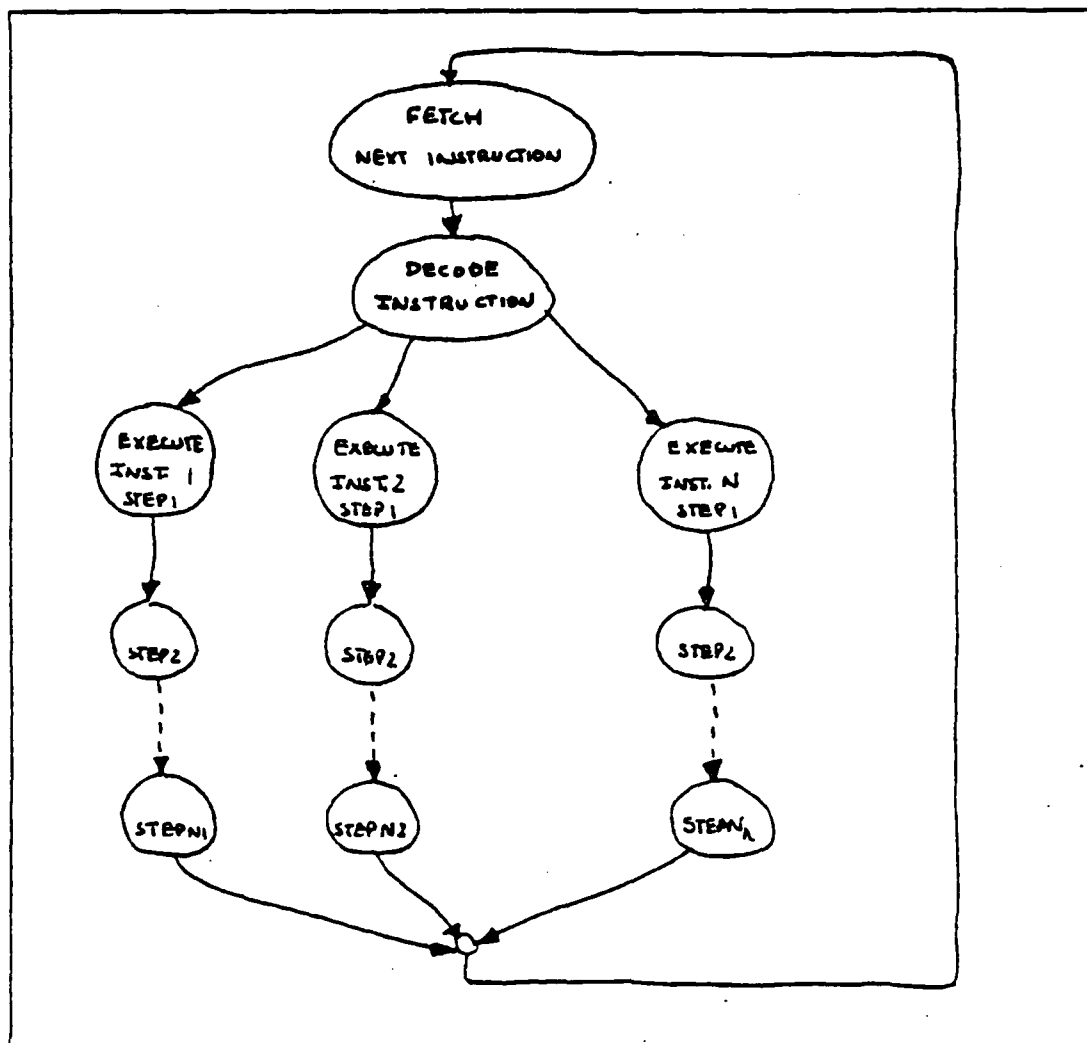 FETCH
NEXT INSTRUCTION
DECODE
INSTRUCTION
EXECUTE
INST. 1
STEP 1
EXECUTE
INST. 2
STEP 1
EXECUTE
INST. N
STEP 1
STEP 2
STEP 2
STEP 2
STEP N1
STEP N2